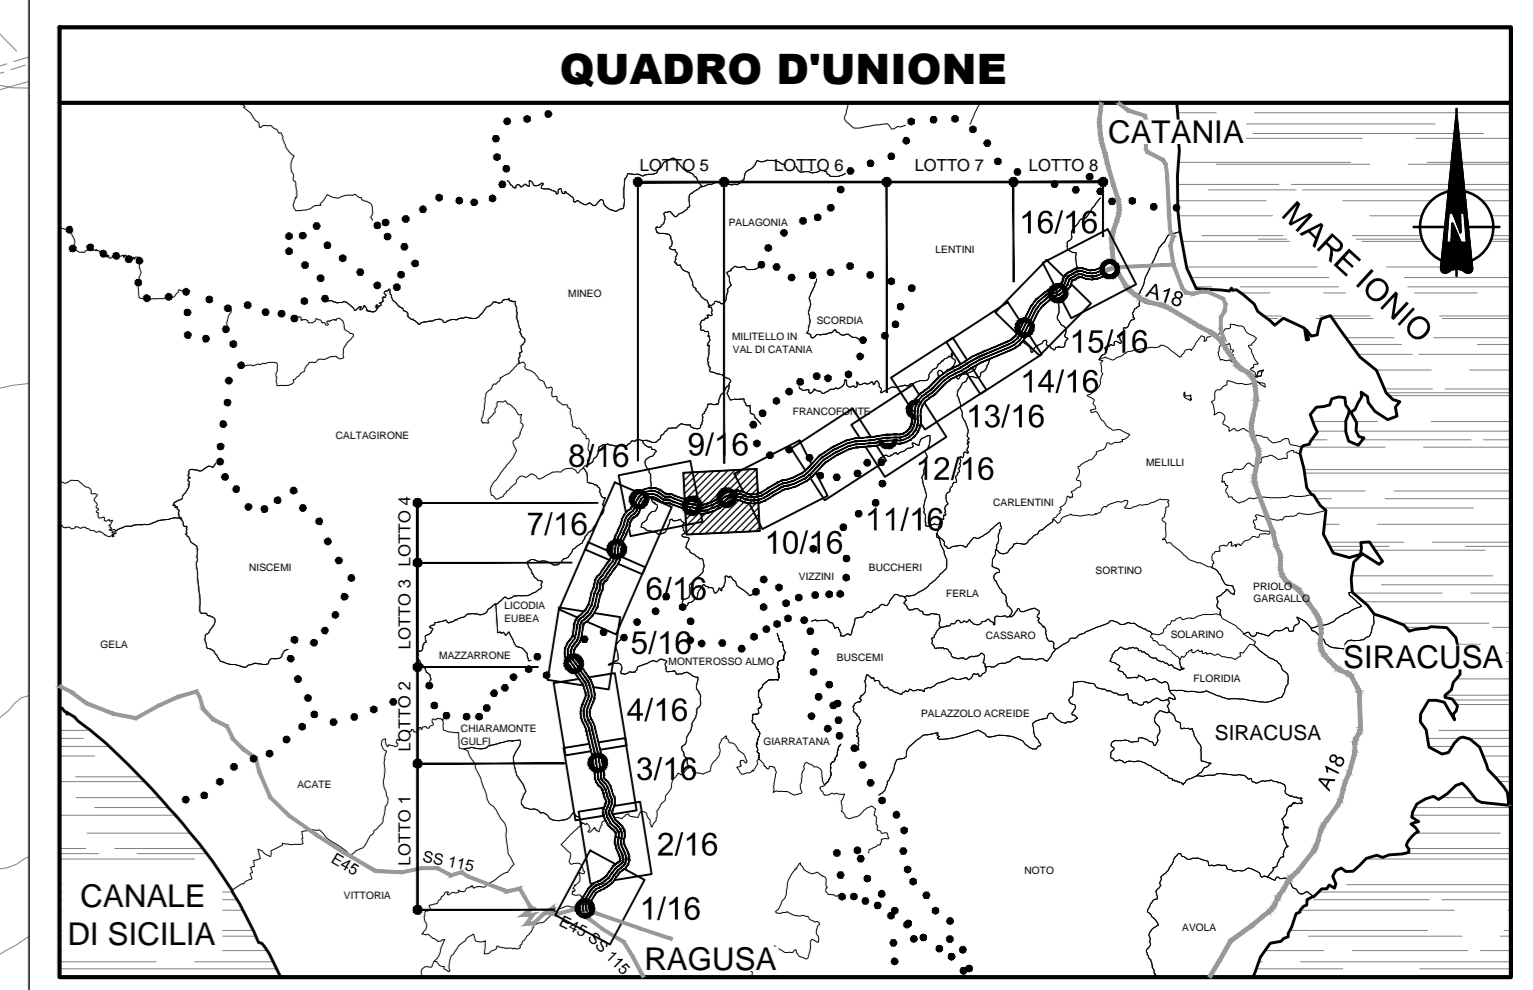 QUADRO D'UNIONE
CATANIA
LOTTO 5
LOTTO 6
LOTTO 7
LOTTO 8
PALAGONIA
16/16
MARE IONIO
N
LENTINI
MINEO
A18
SCORDIA
MILITELLO IN
VAL DI CATANIA
15/16
14/16
FRANCOFONTE
13/16
CALTAGIRONE
9/16
8/16
12/16
MELILLI
CARLENTINI
LOTTO 4
7/16
11/16
10/16
NISCEMI
VIZZINI
BUCCHERI
SORTINO
LOTTO 3
6/16
FERLA
PRIOLO
GARGALLO
LICODIA
EUBEA
GELA
5/16
CASSARO
SOLARINO
MAZZARRONE
MONTEROSSO ALMO
BUSCEMI
SIRACUSA
FLORIDIA
LOTTO 2
4/16
PALAZZOLO ACREIDE
CHIARAMONTE
GULFI
GIARRATANA
SIRACUSA
3/16
A18
ACATE
LOTTO 1
2/16
E45
SS 115
NOTO
VITTORIA
CANALE
DI SICILIA
1/16
E45 SS 115
AVOLA
RAGUSA